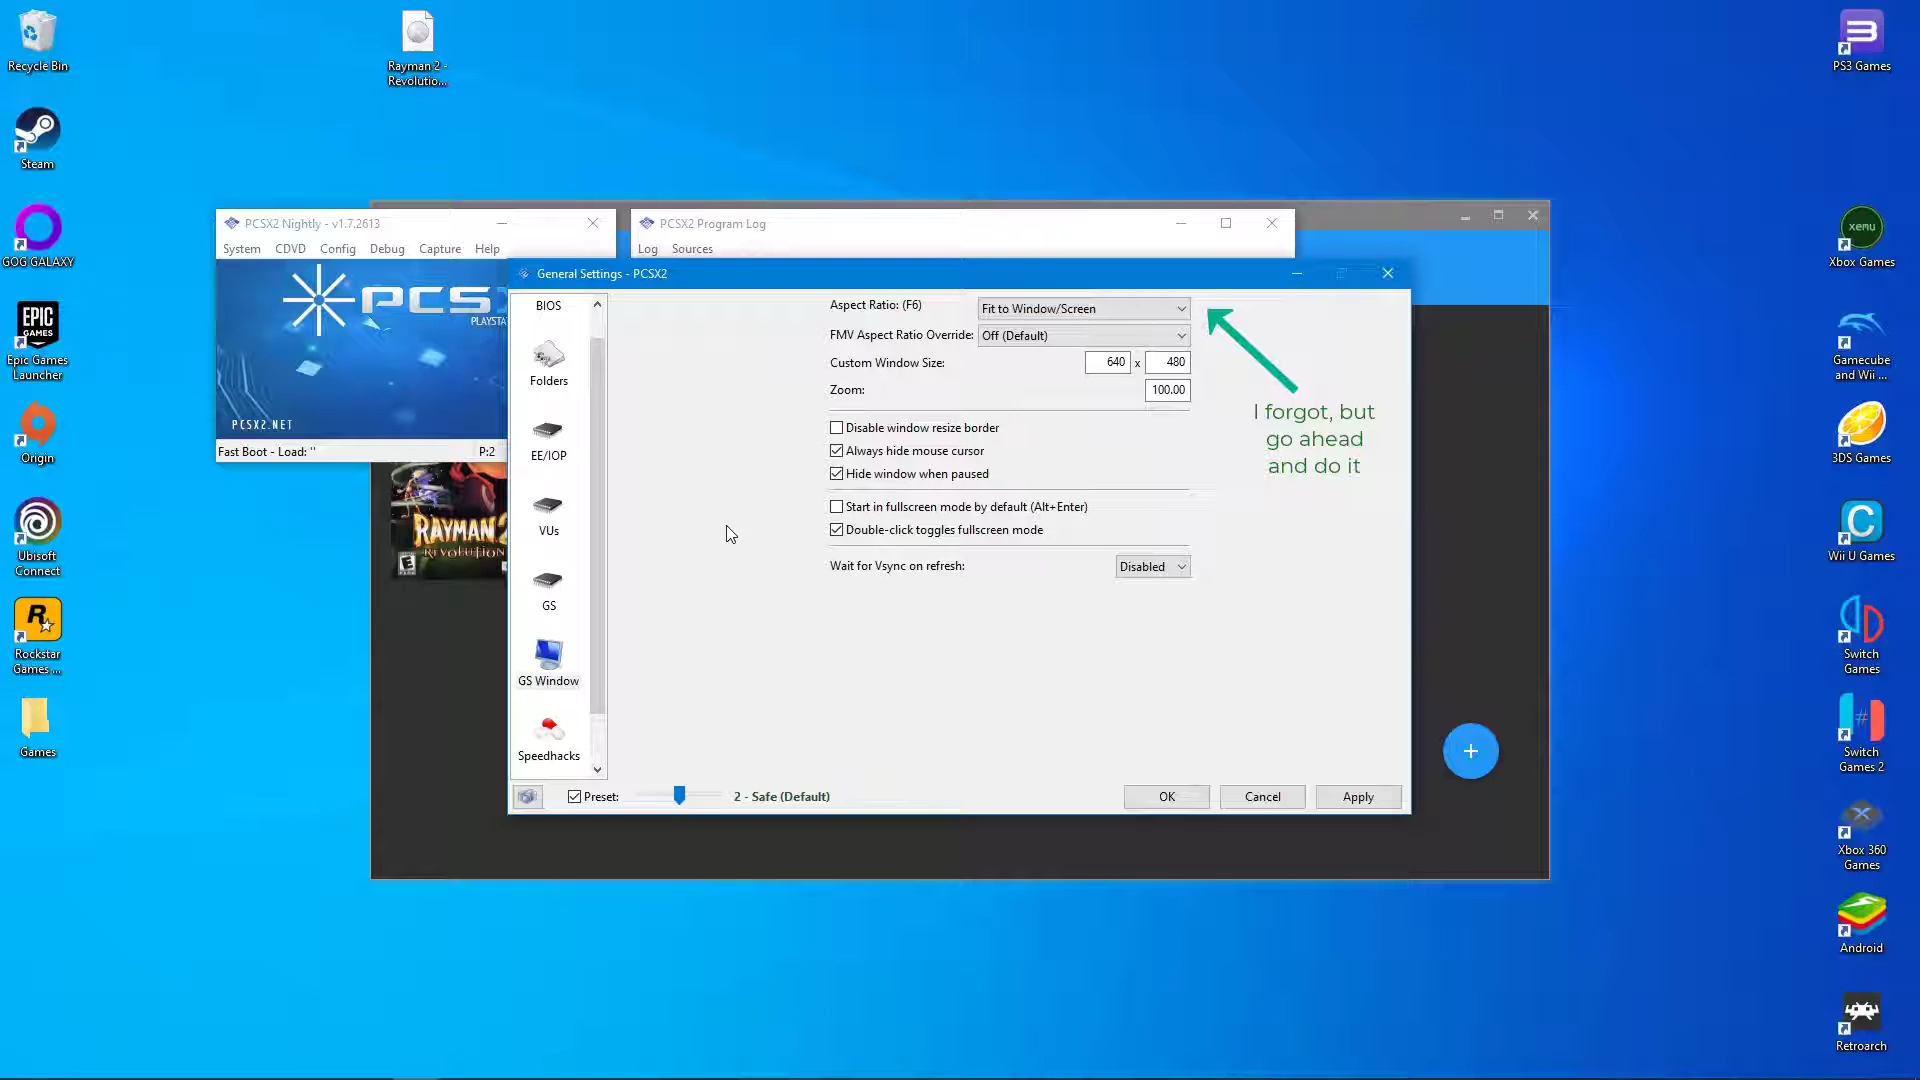 Recycle Bin
Steam
GOG GALAXY
Epic Games
Launcher
Origin
Ubisoft
Connect
Rockstar
Games ...
Games
Rayman 2 -
Revolutio...
PCSX2 Nightly - v1.7.2613
System CDVD Config Debug Capture Help
PCS
PLAYSTA
PCSX2.NET
Fast Boot - Load: '' P:2
RAYMAN 2
REVOLUTION
PCSX2 Program Log
Log Sources
General Settings - PCSX2
BIOS
Folders
EE/IOP
VUs
GS
GS Window
Speedhacks
Aspect Ratio: (F6) Fit to Window/Screen
FMV Aspect Ratio Override: Off (Default)
Custom Window Size: 640 x 480
Zoom: 100.00
Disable window resize border
Always hide mouse cursor
Hide window when paused
Start in fullscreen mode by default (Alt+Enter)
Double-click toggles fullscreen mode
Wait for Vsync on refresh: Disabled
I forgot, but
go ahead
and do it
Preset: 2 - Safe (Default) OK Cancel Apply
PS3 Games
xemu
Xbox Games
Gamecube
and Wii ...
3DS Games
Wii U Games
Switch
Games
Switch
Games 2
Xbox 360
Games
Android
Retroarch